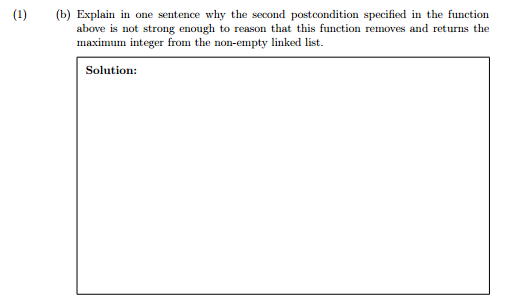 (1) (b) Explain in one sentence why the second postcondition specified in the function
above is not strong enough to reason that this function removes and returns the
maximum integer from the non-empty linked list.
Solution: